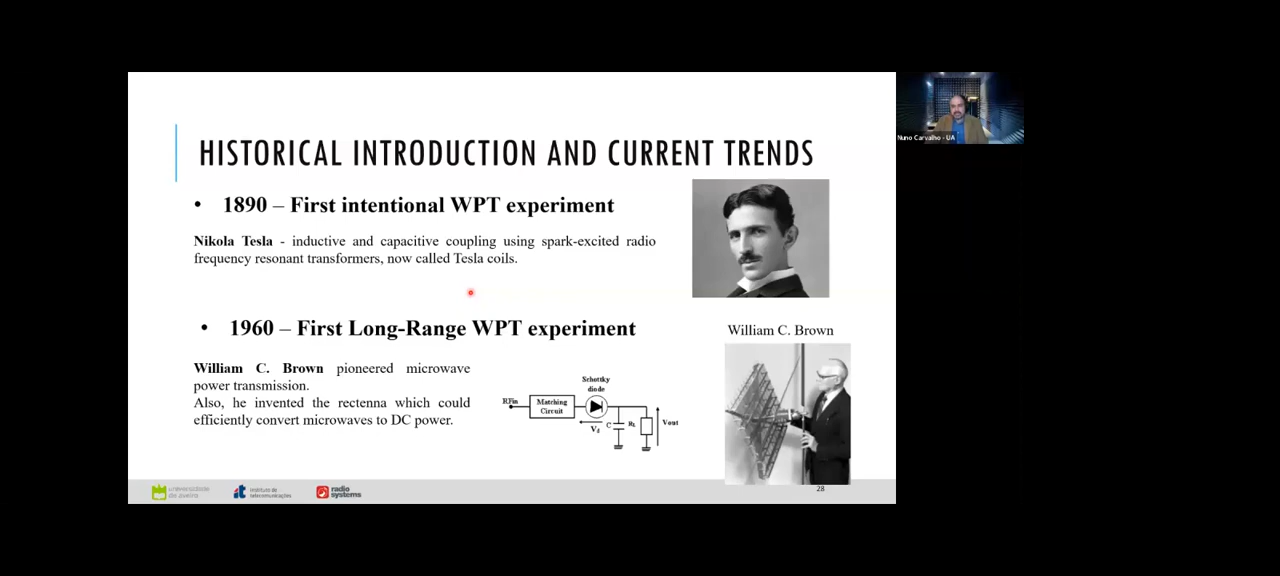 HISTORICAL INTRODUCTION AND CURRENT TRENDS
• 1890 – First intentional WPT experiment
Nikola Tesla - inductive and capacitive coupling using spark-excited radio
frequency resonant transformers, now called Tesla coils.
• 1960 – First Long-Range WPT experiment
William C. Brown
William C. Brown pioneered microwave
power transmission.
Also, he invented the rectenna which could
efficiently convert microwaves to DC power.
Schottky
diode
RFin
Matching
Circuit
Vd
C
RL
Vout
universidade
de aveiro
it
instituto de
telecomunicações
radio
systems
28
Nuno Carvalho - UA